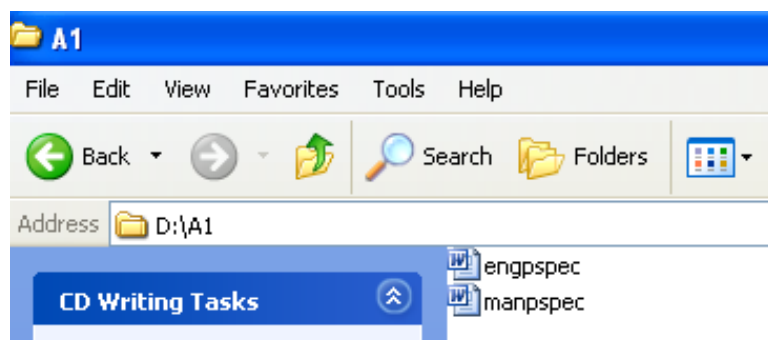 A1
File Edit View Favorites Tools Help
Back Search Folders
Address D:\A1
engpspec
CD Writing Tasks
manpspec